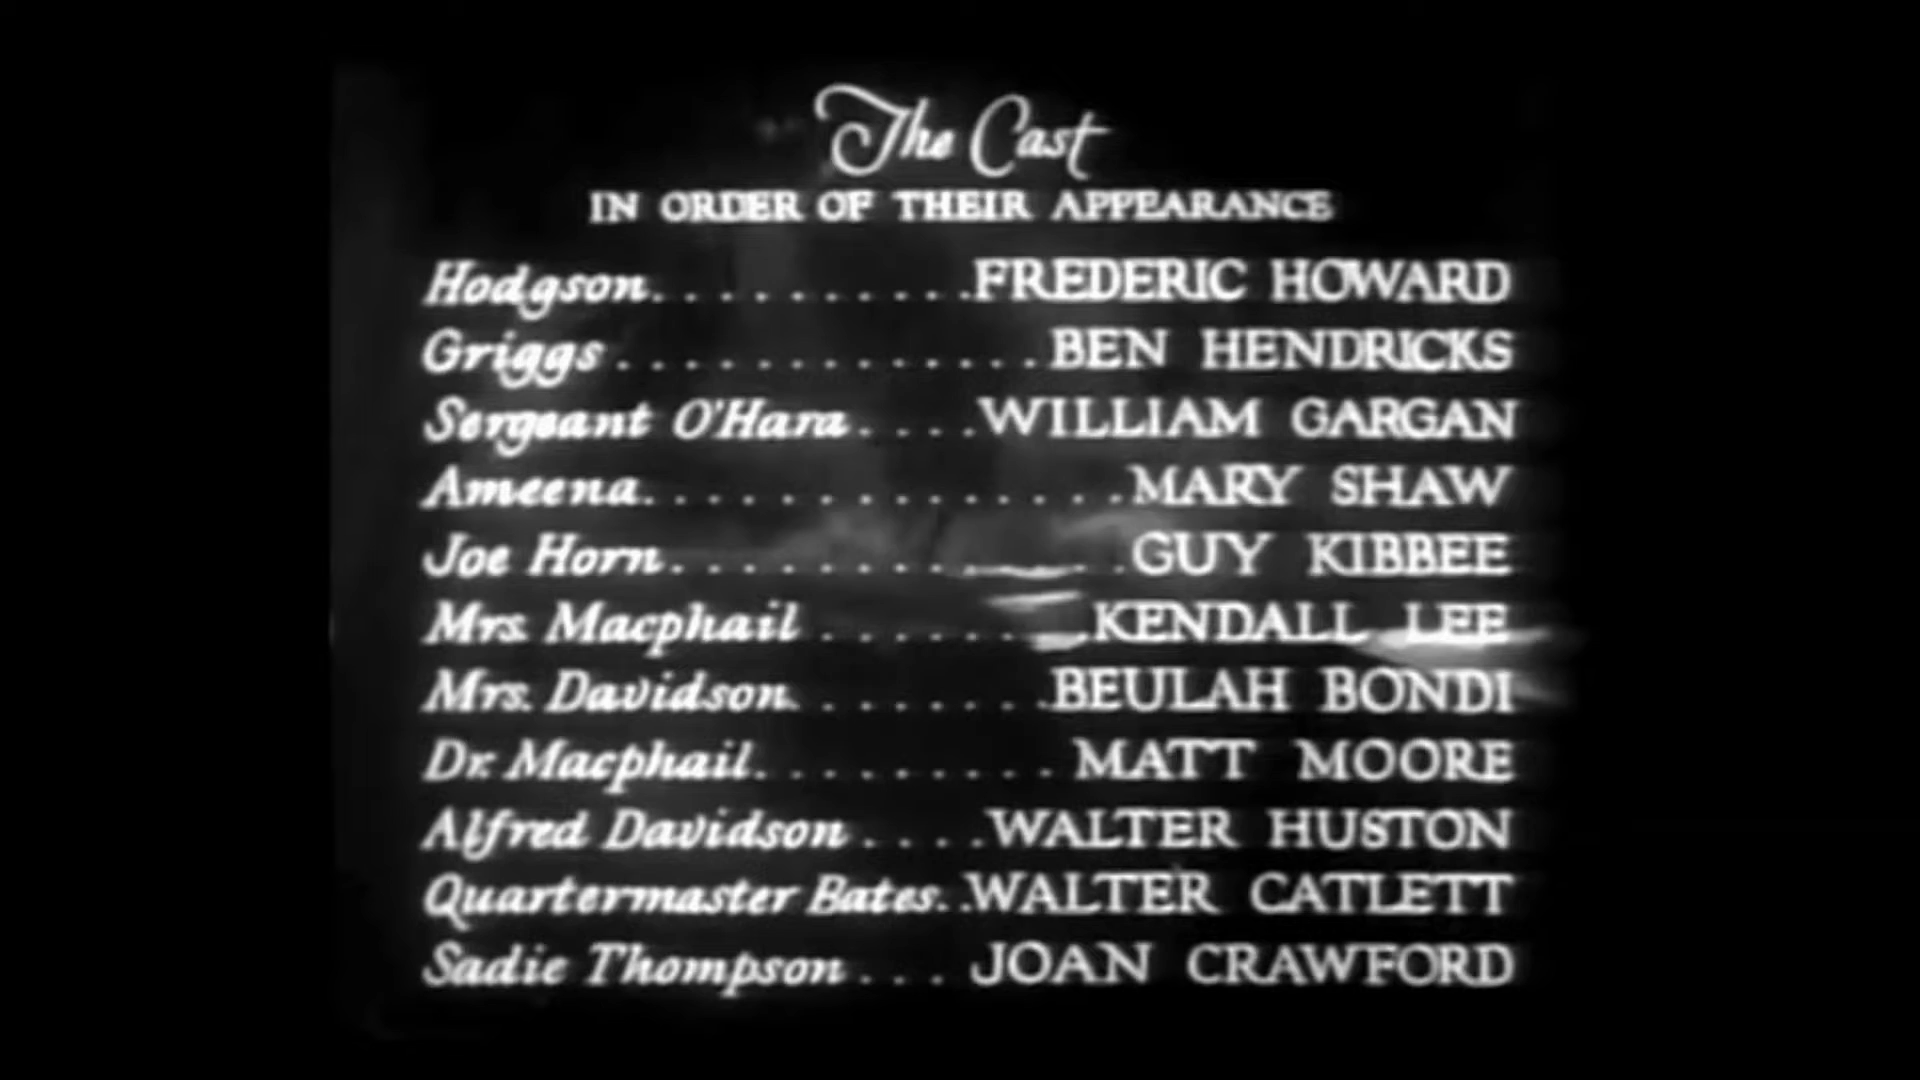 The Cast
IN ORDER OF THEIR APPEARANCE
Hodgson...........FREDERIC HOWARD
Griggs................BEN HENDRICKS
Sergeant O'Hara.....WILLIAM GARGAN
Ameena..................MARY SHAW
Joe Horn.................GUY KIBBEE
Mrs. Macphail..........KENDALL LEE
Mrs. Davidson.........BEULAH BONDI
Dr. Macphail...........MATT MOORE
Alfred Davidson.....WALTER HUSTON
Quartermaster Bates..WALTER CATLETT
Sadie Thompson...JOAN CRAWFORD